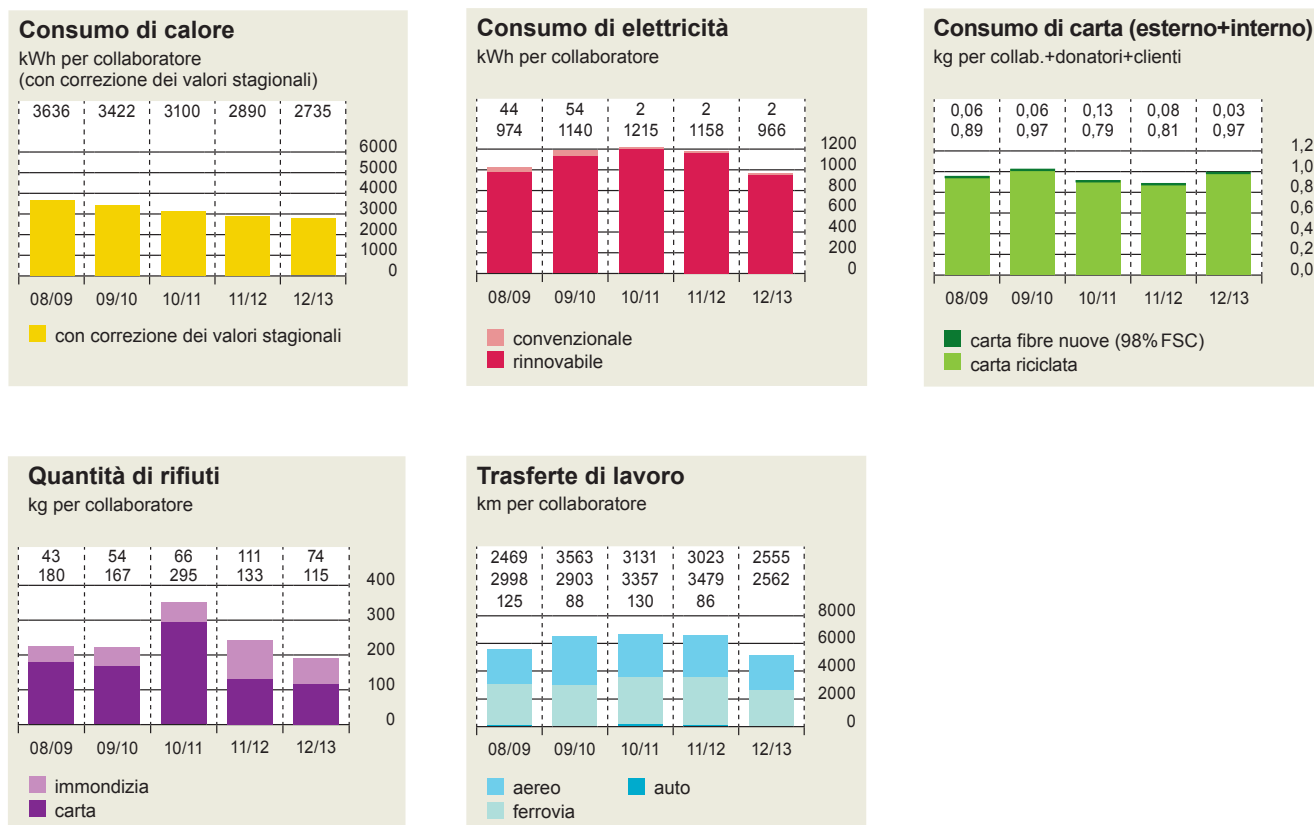 Consumo di calore
kWh per collaboratore
(con correzione dei valori stagionali)
3636 3422 3100 2890 2735
6000
5000
4000
3000
2000
1000
0
08/09 09/10 10/11 11/12 12/13
con correzione dei valori stagionali
Consumo di elettricità
kWh per collaboratore
44 54 2 2 2
974 1140 1215 1158 966
1200
1000
800
600
400
200
0
08/09 09/10 10/11 11/12 12/13
convenzionale
rinnovabile
Consumo di carta (esterno+interno)
kg per collab.+donatori+clienti
0,06 0,06 0,13 0,08 0,03
0,89 0,97 0,79 0,81 0,97
1,2
1,0
0,8
0,6
0,4
0,2
0,0
08/09 09/10 10/11 11/12 12/13
carta fibre nuove (98% FSC)
carta riciclata
Quantità di rifiuti
kg per collaboratore
43 54 66 111 74
180 167 295 133 115
400
300
200
100
0
08/09 09/10 10/11 11/12 12/13
immondizia
carta
Trasferte di lavoro
km per collaboratore
2469 3563 3131 3023 2555
2998 2903 3357 3479 2562
125 88 130 86
8000
6000
4000
2000
0
08/09 09/10 10/11 11/12 12/13
aereo auto
ferrovia